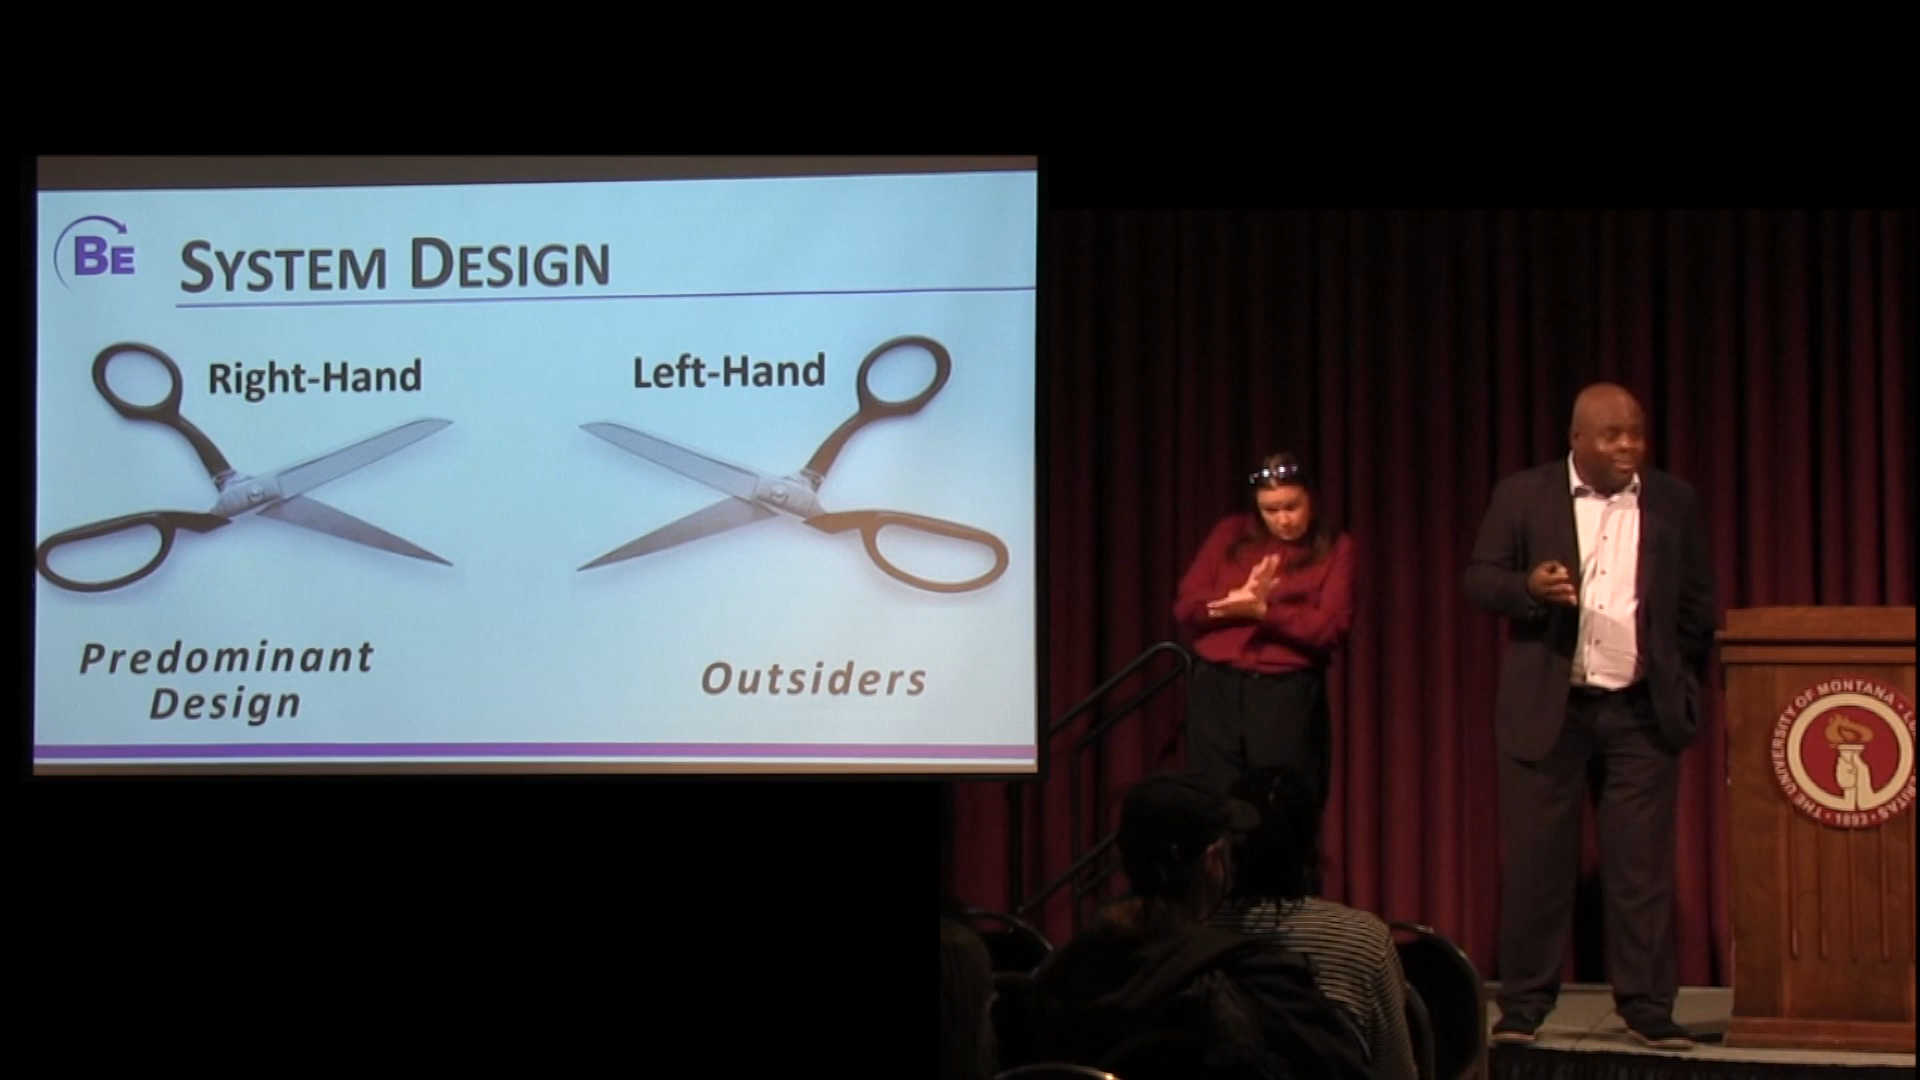 BE
SYSTEM DESIGN
Right-Hand
Left-Hand
Predominant
Design
Outsiders
THE UNIVERSITY OF MONTANA
1893